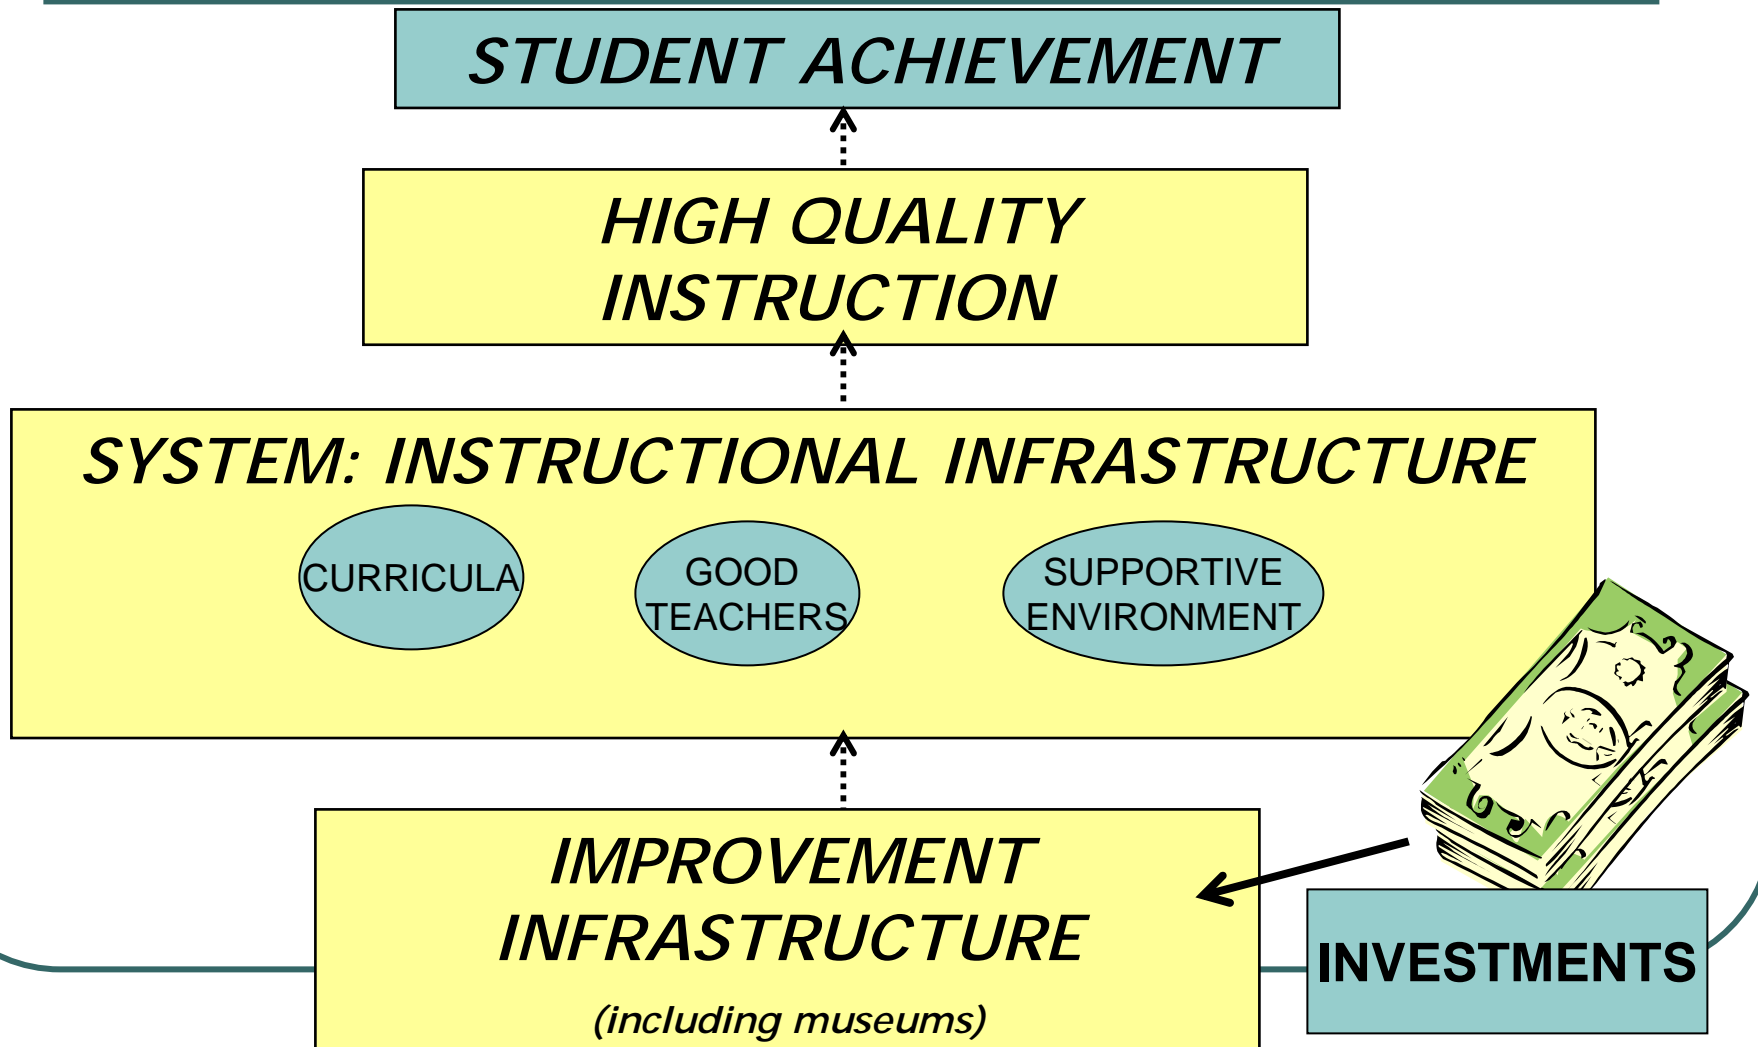 STUDENT ACHIEVEMENT
HIGH QUALITY
INSTRUCTION
SYSTEM: INSTRUCTIONAL INFRASTRUCTURE
CURRICULA
GOOD
TEACHERS
SUPPORTIVE
ENVIRONMENT
IMPROVEMENT
INFRASTRUCTURE
(including museums)
INVESTMENTS